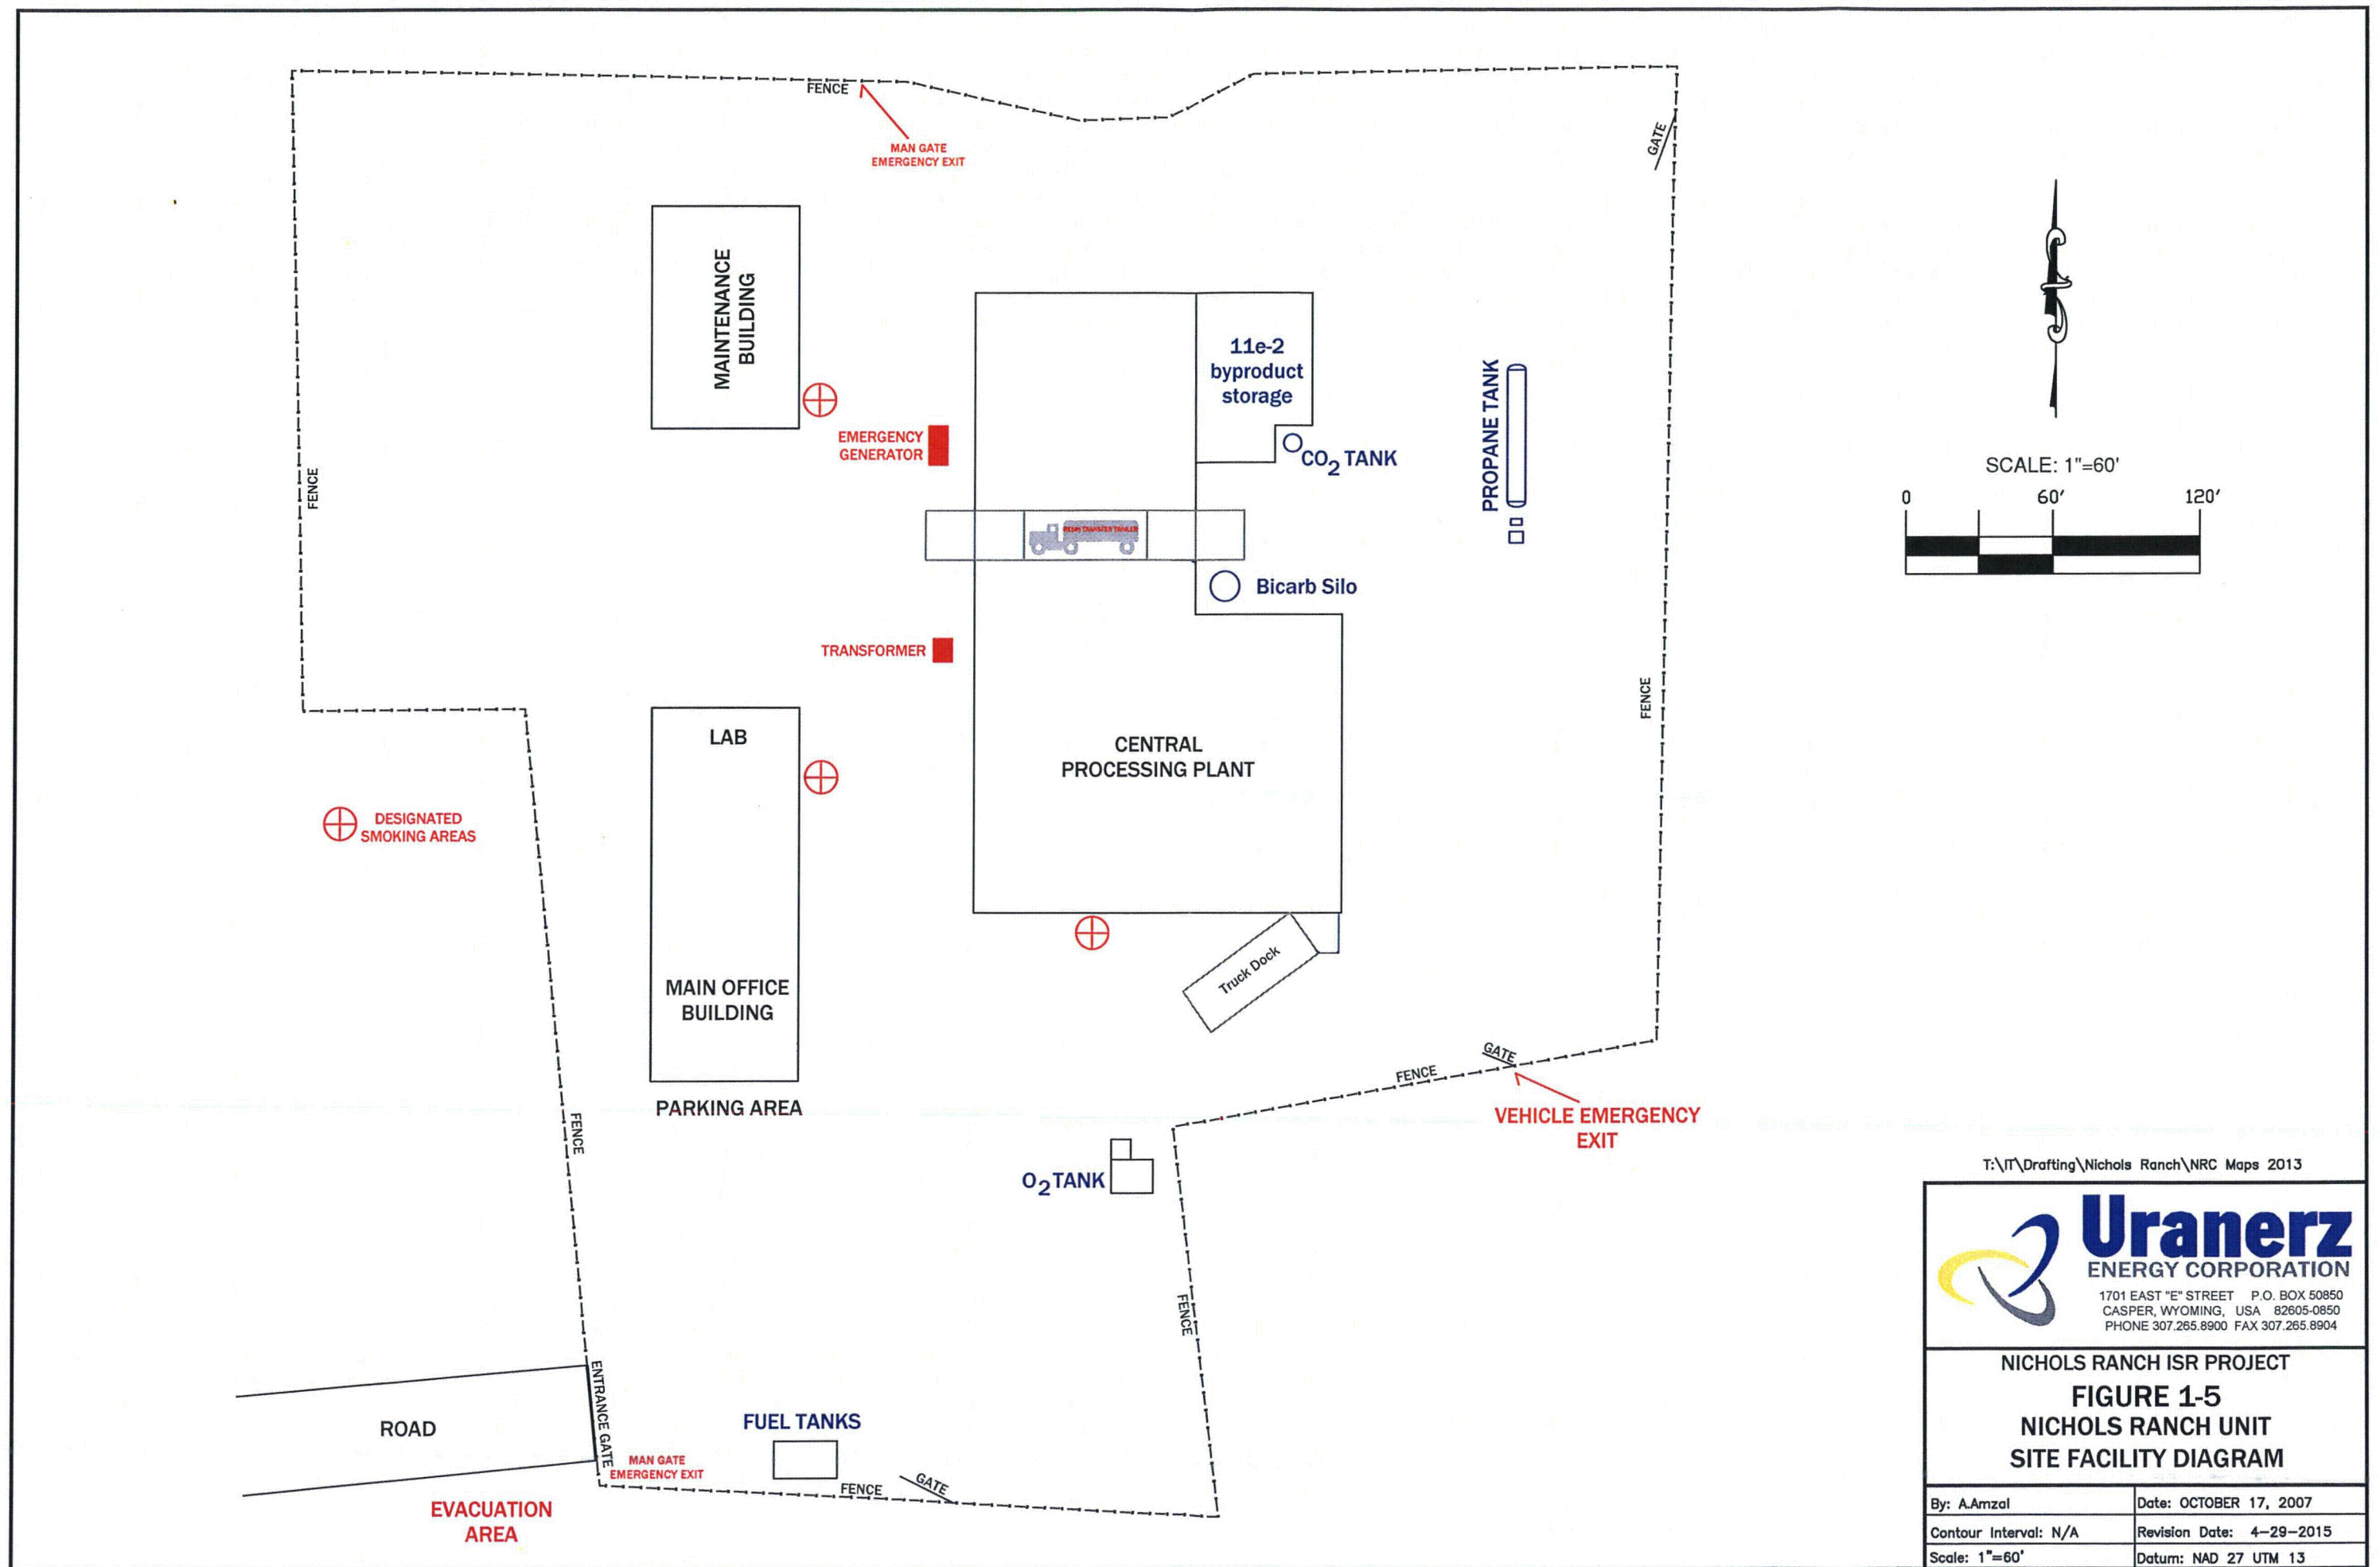 FENCE
MAN GATE
EMERGENCY EXIT
GATE
MAINTENANCE
BUILDING
11e-2
byproduct
storage
EMERGENCY
GENERATOR
CO2 TANK
PROPANE TANK
SCALE: 1"=60'
0 60' 120'
FENCE
RESIN TRANSFER TRAILER
Bicarb Silo
TRANSFORMER
FENCE
LAB
CENTRAL
PROCESSING PLANT
DESIGNATED
SMOKING AREAS
Truck Dock
MAIN OFFICE
BUILDING
GATE
FENCE
PARKING AREA
VEHICLE EMERGENCY
EXIT
FENCE
O2 TANK
T:\IT\Drafting\Nichols Ranch\NRC Maps 2013
Uranerz
ENERGY CORPORATION
1701 EAST "E" STREET P.O. BOX 50850
CASPER, WYOMING, USA 82605-0850
PHONE 307.265.8900 FAX 307.265.8904
FENCE
NICHOLS RANCH ISR PROJECT
FIGURE 1-5
NICHOLS RANCH UNIT
SITE FACILITY DIAGRAM
ENTRANCE GATE
ROAD
FUEL TANKS
MAN GATE
EMERGENCY EXIT
FENCE
GATE
EVACUATION
AREA
By: A.Amzal
Date: OCTOBER 17, 2007
Contour Interval: N/A
Revision Date: 4-29-2015
Scale: 1"=60'
Datum: NAD 27 UTM 13